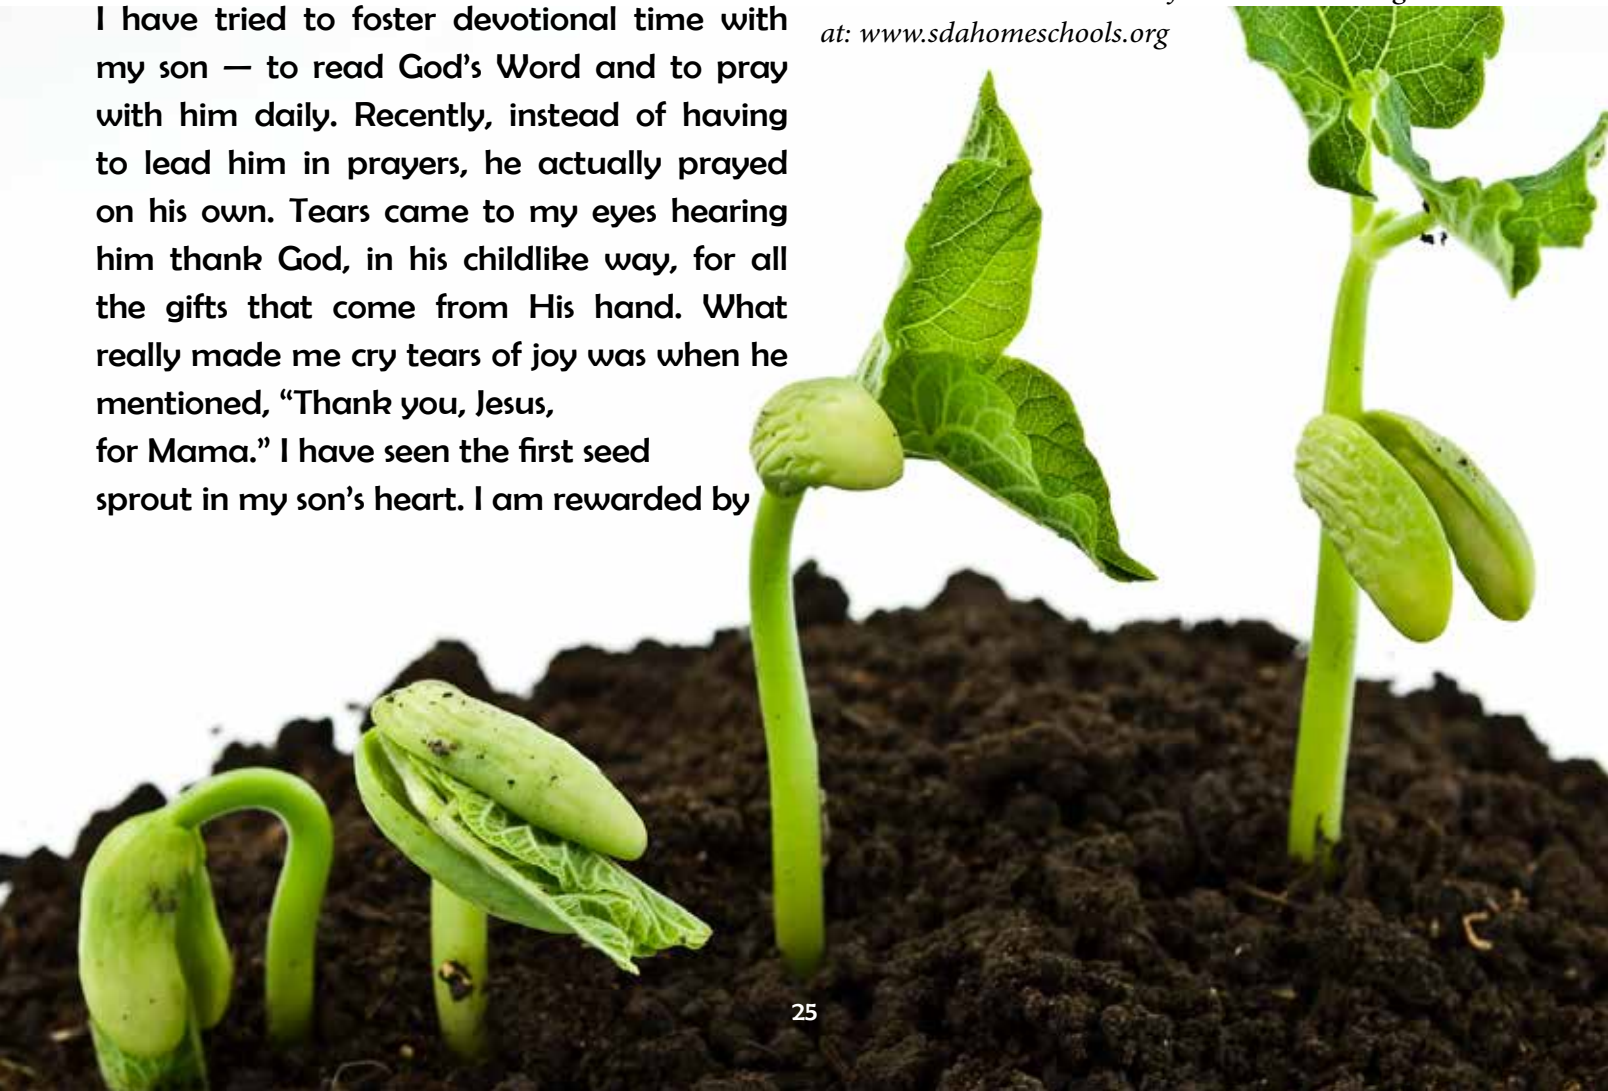 I have tried to foster devotional time with
my son — to read God’s Word and to pray
with him daily. Recently, instead of having
to lead him in prayers, he actually prayed
on his own. Tears came to my eyes hearing
him thank God, in his childlike way, for all
the gifts that come from His hand. What
really made me cry tears of joy was when he
mentioned, “Thank you, Jesus,
for Mama.” I have seen the first seed
sprout in my son’s heart. I am rewarded by
at: www.sdahomeschools.org
25